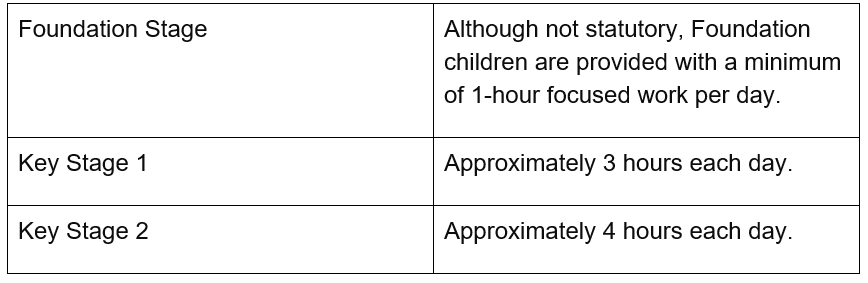 Foundation Stage
Although not statutory, Foundation
children are provided with a minimum
of 1-hour focused work per day.
Key Stage 1
Approximately 3 hours each day.
Key Stage 2
Approximately 4 hours each day.